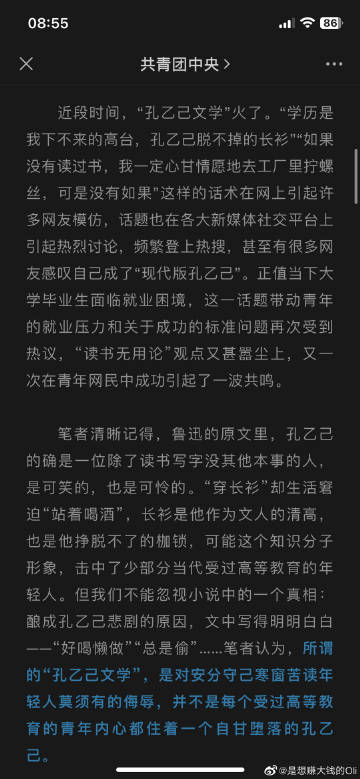 08:55
86
共青团中央
近段时间，“孔乙己文学”火了。“学历是
我下不来的高台，孔乙己脱不掉的长衫”“如果
没有读过书，我一定心甘情愿地去工厂里拧螺
丝，可是没有如果”这样的话术在网上引起许
多网友模仿，话题也在各大新媒体社交平台上
引起热烈讨论，频繁登上热搜，甚至有很多网
友感叹自己成了“现代版孔乙己”。正值当下大
学毕业生面临就业困境，这一话题带动青年
的就业压力和关于成功的标准问题再次受到
热议，“读书无用论”观点又甚嚣尘上，又一
次在青年网民中成功引起了一波共鸣。
笔者清晰记得，鲁迅的原文里，孔乙己
的确是一位除了读书写字没其他本事的人，
是可笑的，也是可怜的。“穿长衫”却生活窘
迫“站着喝酒”，长衫是他作为文人的清高，
也是他挣脱不了的枷锁，可能这个知识分子
形象，击中了少部分当代受过高等教育的年
轻人。但我们不能忽视小说中的一个真相：
酿成孔乙己悲剧的原因，文中写得明明白白
——“好喝懒做”“总是偷”……笔者认为，所谓
的“孔乙己文学”，是对安分守己寒窗苦读年
轻人莫须有的侮辱，并不是每个受过高等教
育的青年内心都住着一个自甘堕落的孔乙
己。
@是想赚大钱的Oli